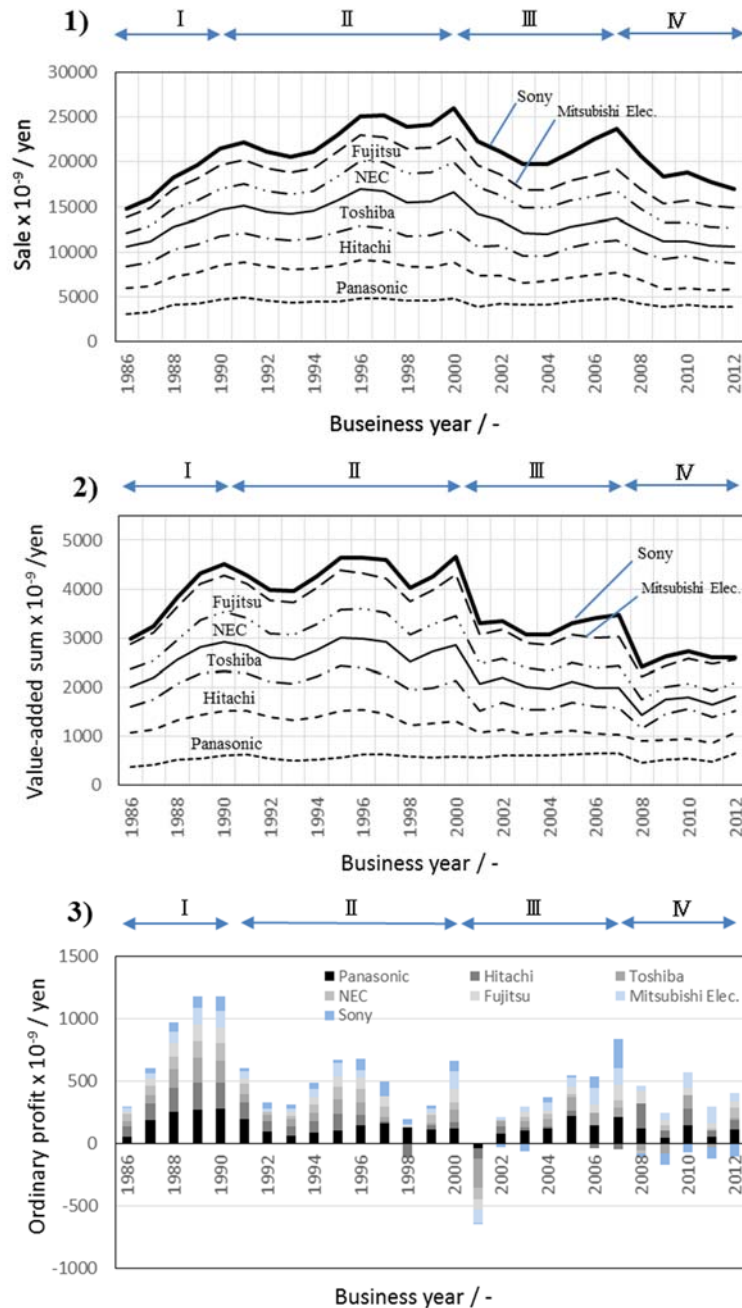 1)
Ⅰ Ⅱ Ⅲ Ⅳ
30000
25000
20000
15000
10000
5000
0
Sale x 10⁻⁹ / yen
Sony
Mitsubishi Elec.
Fujitsu
NEC
Toshiba
Hitachi
Panasonic
1986 1988 1990 1992 1994 1996 1998 2000 2002 2004 2006 2008 2010 2012
Buseiness year / -
2)
Ⅰ Ⅱ Ⅲ Ⅳ
5000
4000
3000
2000
1000
0
Value-added sum x 10⁻⁹ /yen
Sony
Mitsubishi Elec.
Fujitsu
NEC
Toshiba
Hitachi
Panasonic
1986 1988 1990 1992 1994 1996 1998 2000 2002 2004 2006 2008 2010 2012
Business year / -
3)
Ⅰ Ⅱ Ⅲ Ⅳ
1500
1000
500
0
-500
-1000
Ordinary profit x 10⁻⁹ / yen
Panasonic Hitachi Toshiba
NEC Fujitsu Mitsubishi Elec.
Sony
1986 1988 1990 1992 1994 1996 1998 2000 2002 2004 2006 2008 2010 2012
Business year / -